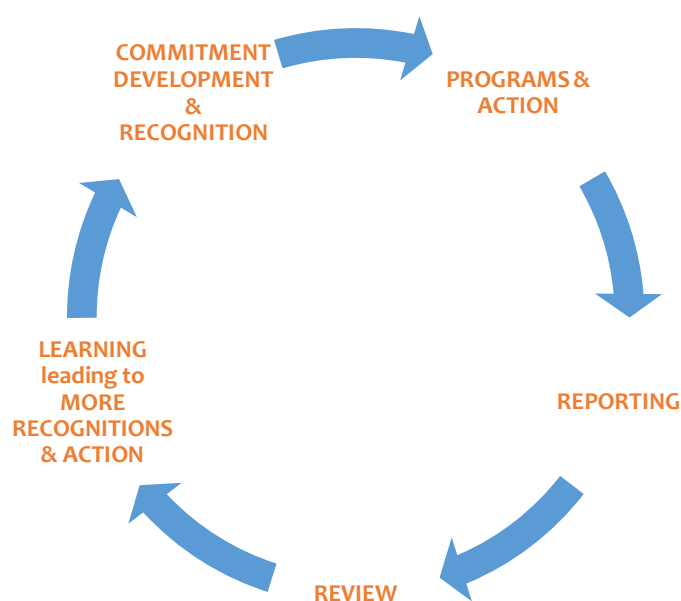 COMMITMENT
DEVELOPMENT
&
RECOGNITION
PROGRAMS &
ACTION
REPORTING
REVIEW
LEARNING
leading to
MORE
RECOGNITIONS
& ACTION